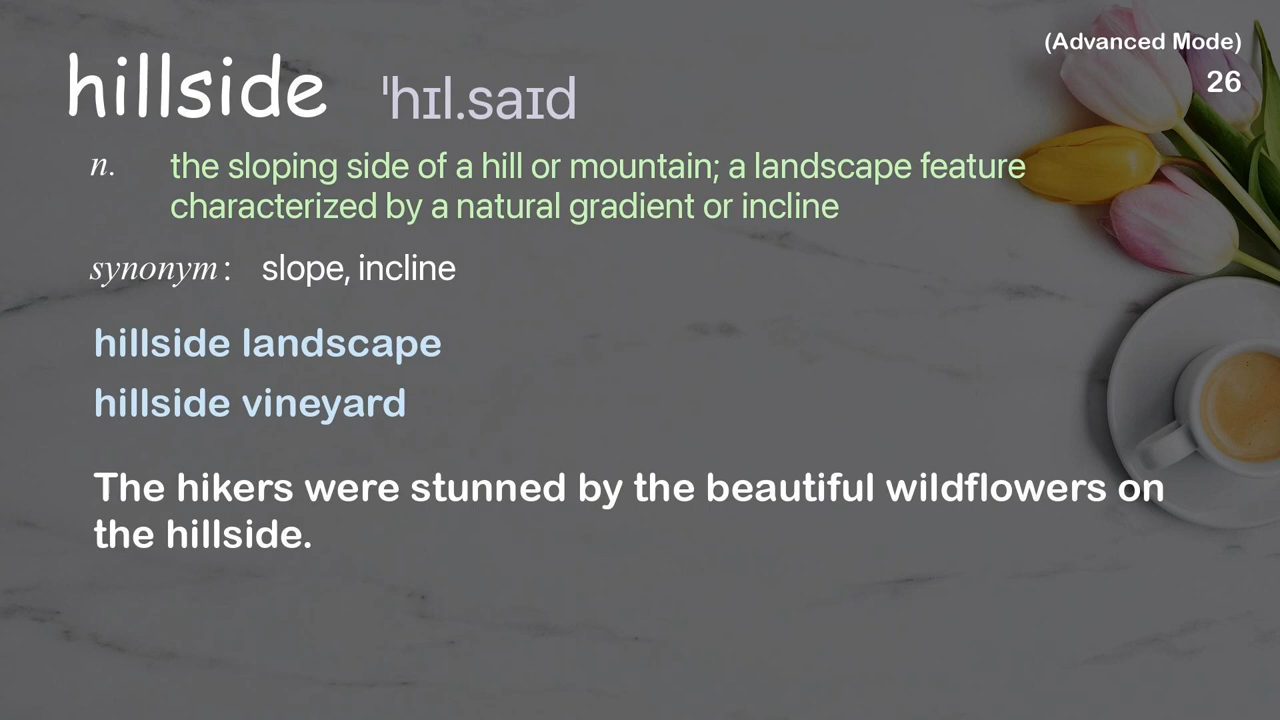 (Advanced Mode)
26
hillside ˈhɪl.saɪd
n. the sloping side of a hill or mountain; a landscape feature
characterized by a natural gradient or incline
synonym: slope, incline
hillside landscape
hillside vineyard
The hikers were stunned by the beautiful wildflowers on
the hillside.